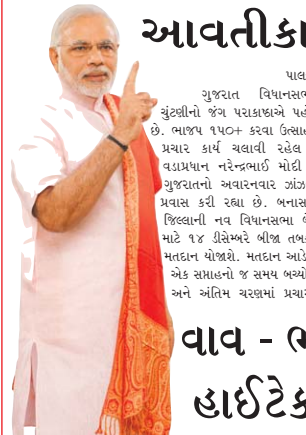 આવતીકા
પાલ
ગુજરાત વિધાનસભ
ચુંટણીનો જંગ પરાકાષ્ઠાએ પહો
છે. ભાજપ ૧૫૦+ કરવા ઉત્સાહ
પ્રચાર કાર્ય ચલાવી રહેલ
વડાપ્રધાન નરેન્દ્રભાઈ મોદી
ગુજરાતનો અવારનવાર ઝાંઝ
પ્રવાસ કરી રહ્યા છે. બનાસ
જિલ્લાની નવ વિધાનસભા બે
માટે ૧૪ ડીસેમ્બરે બીજા તબક
મતદાન યોજાશે. મતદાન આડે
એક સપ્તાહનો જ સમય બચ્યો
અને અંતિમ ચરણમાં પ્રચાર
વાવ - ભ
હાઈટેક